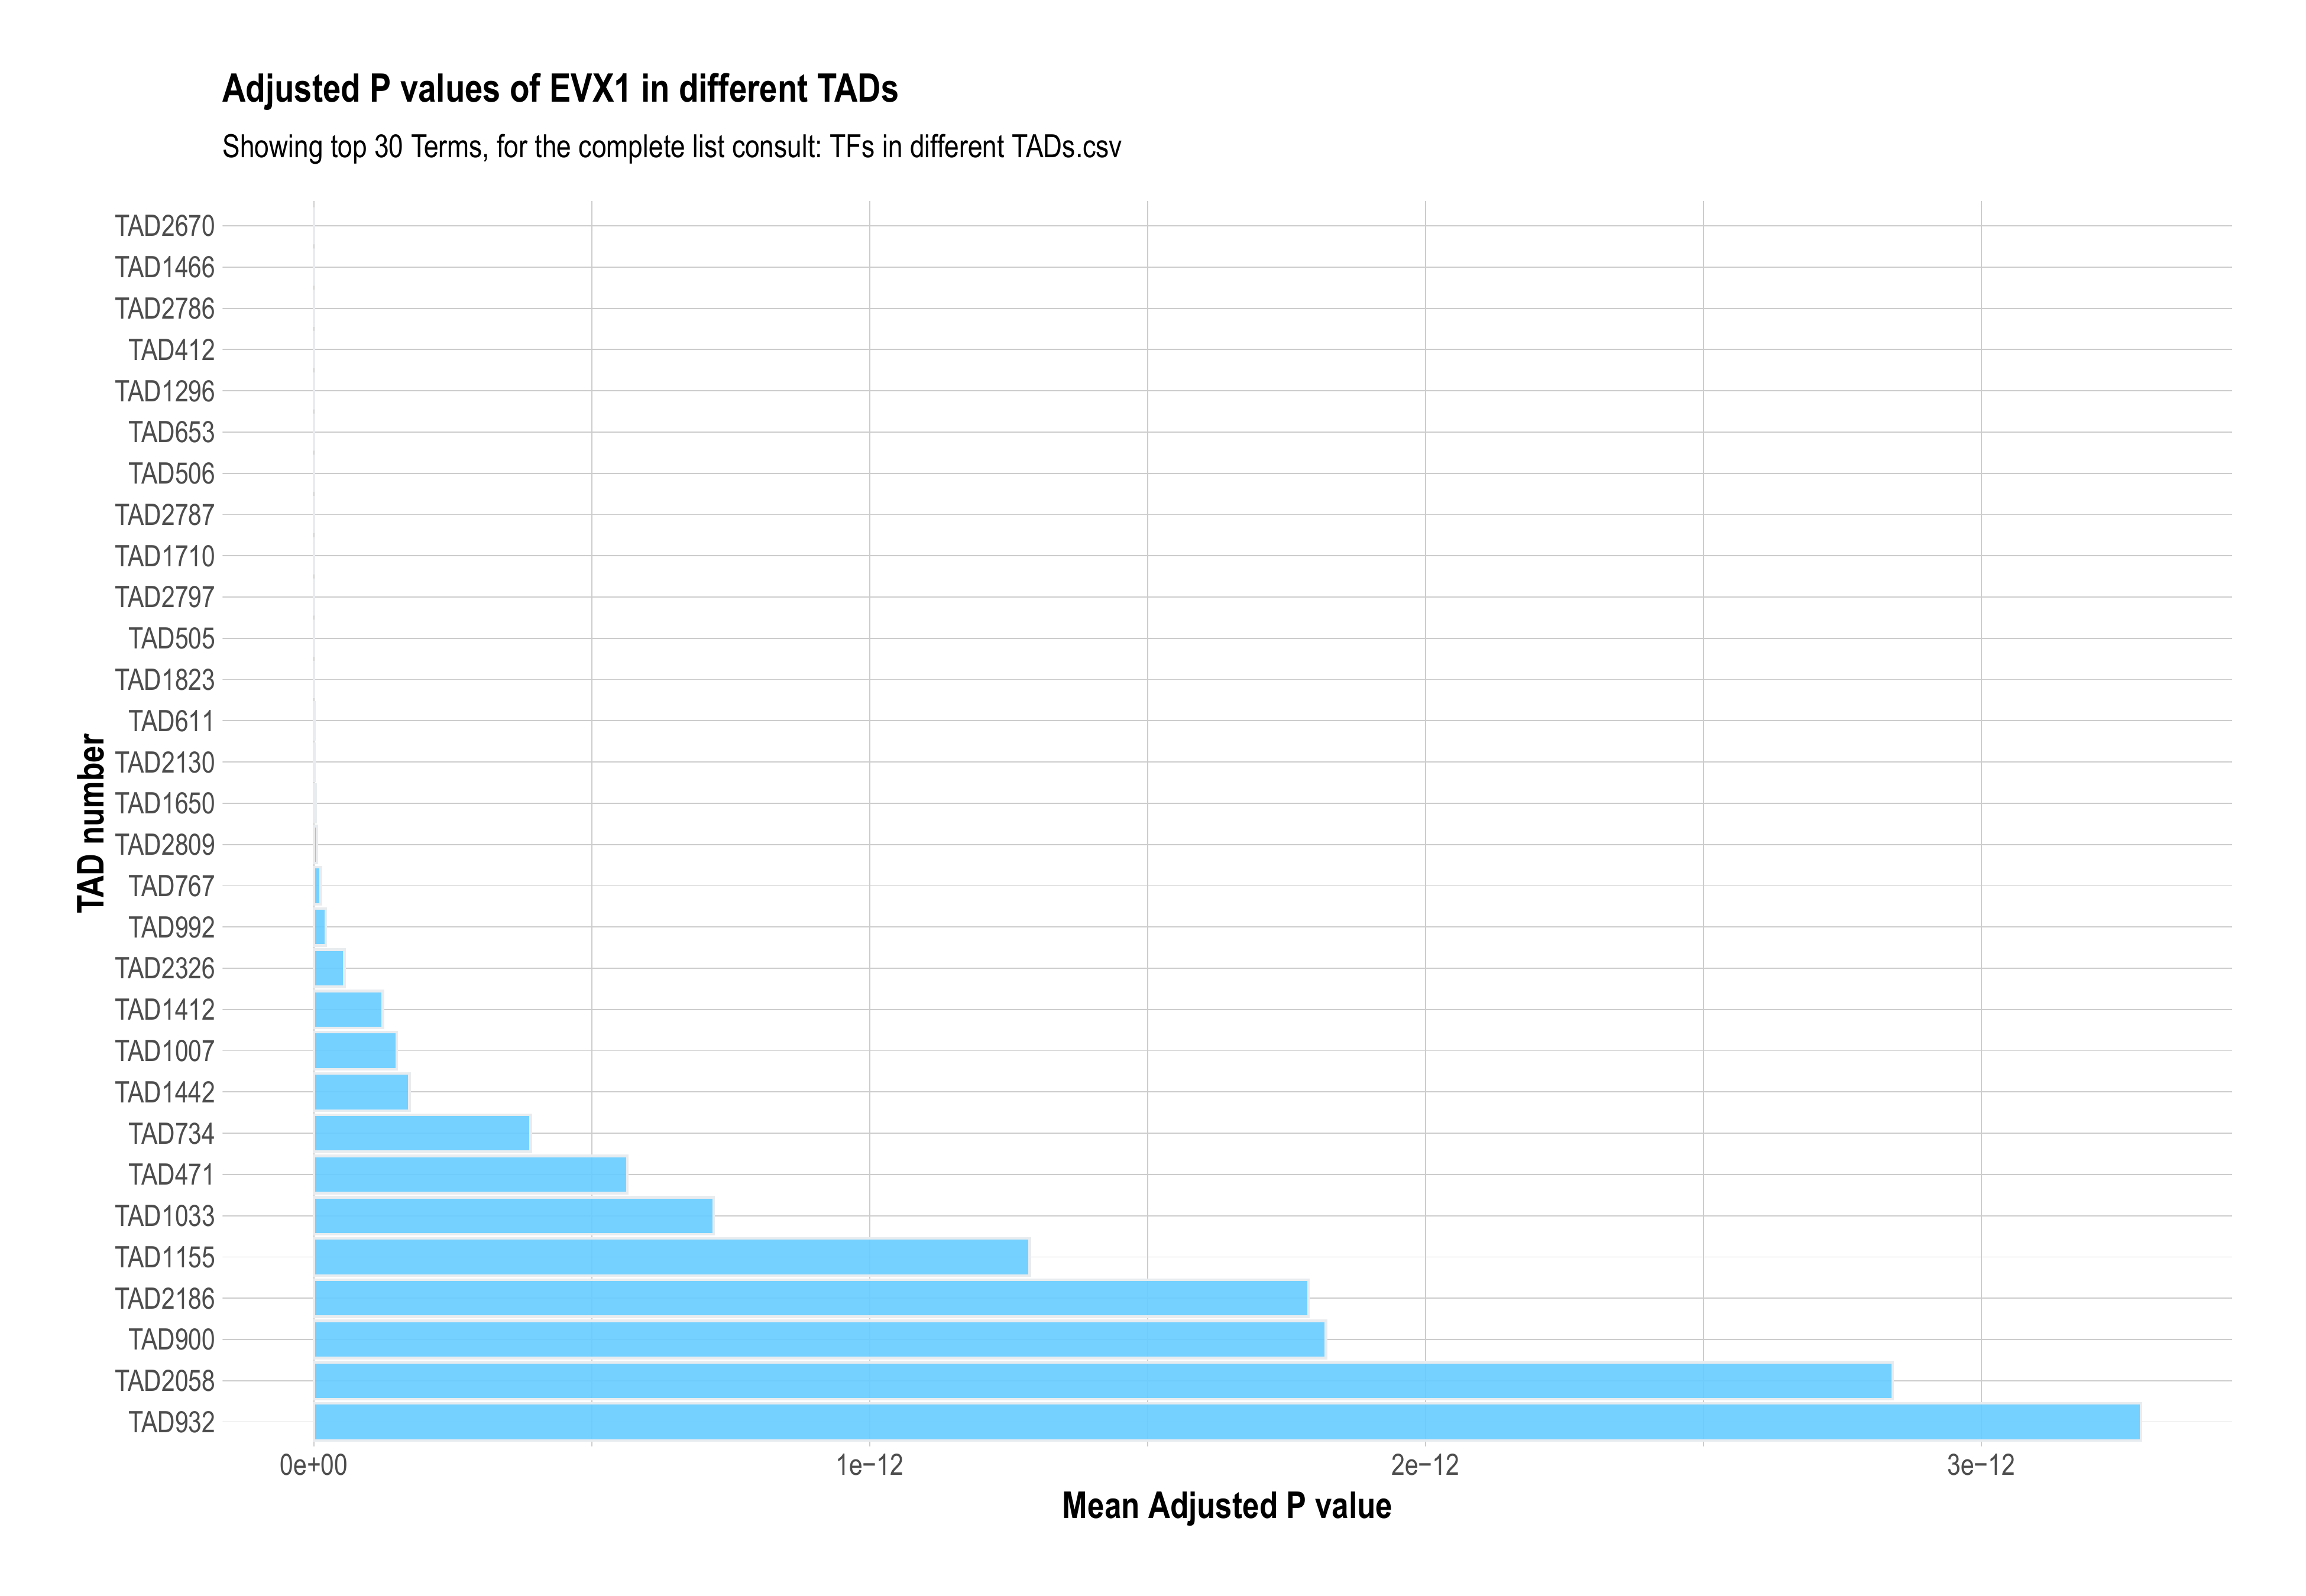 Adjusted P values of EVX1 in different TADs
Showing top 30 Terms, for the complete list consult: TFs in different TADs.csv
TAD number
TAD2670
TAD1466
TAD2786
TAD412
TAD1296
TAD653
TAD506
TAD2787
TAD1710
TAD2797
TAD505
TAD1823
TAD611
TAD2130
TAD1650
TAD2809
TAD767
TAD992
TAD2326
TAD1412
TAD1007
TAD1442
TAD734
TAD471
TAD1033
TAD1155
TAD2186
TAD900
TAD2058
TAD932
0e+00 1e−12 2e−12 3e−12
Mean Adjusted P value